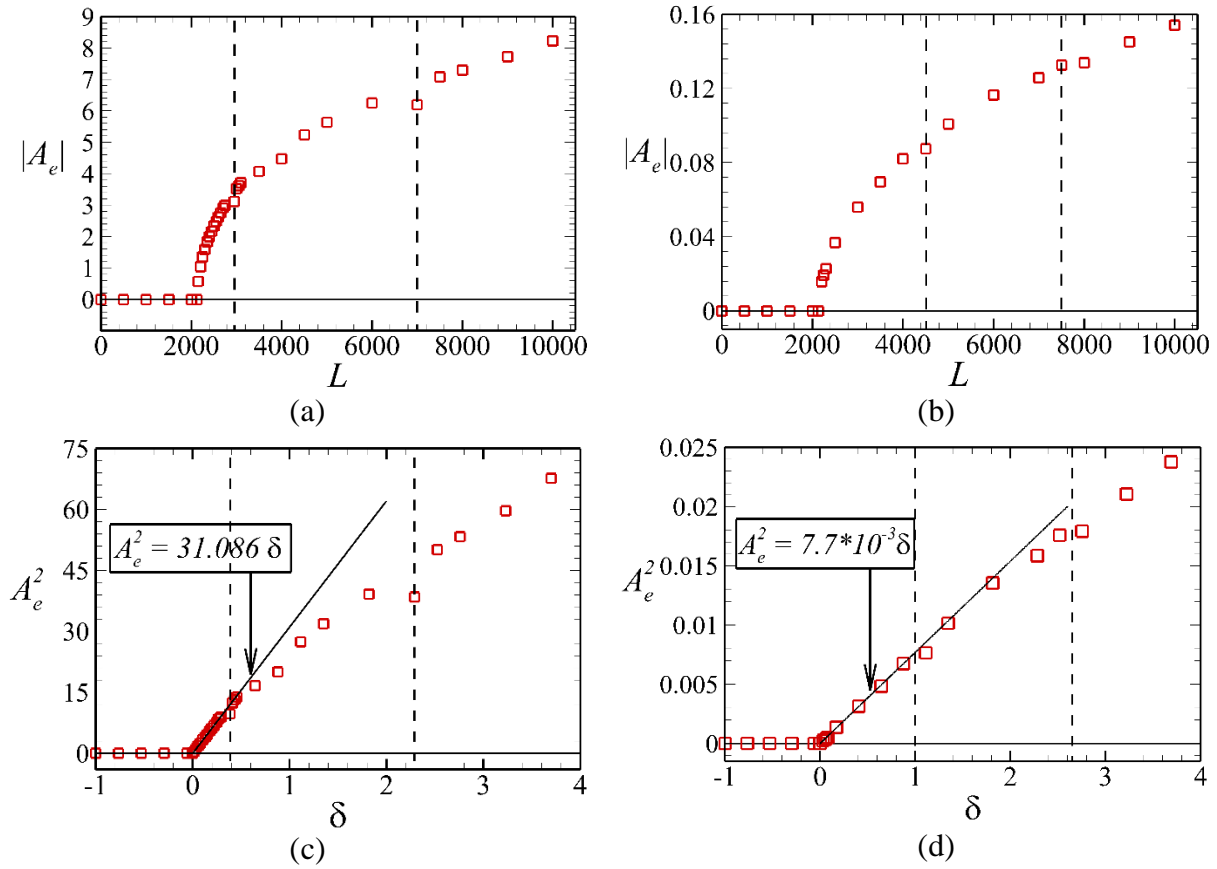 9
8
7
6
5
4
3
2
1
0
|A_e|
0 2000 4000 6000 8000 10000
L
(a)
0.16
0.12
0.08
0.04
0
|A_e|
0 2000 4000 6000 8000 10000
L
(b)
75
60
45
30
15
0
A_e^2
A_e^2 = 31.086 δ
-1 0 1 2 3 4
δ
(c)
0.025
0.02
0.015
0.01
0.005
0
A_e^2
A_e^2 = 7.7*10^-3δ
-1 0 1 2 3 4
δ
(d)